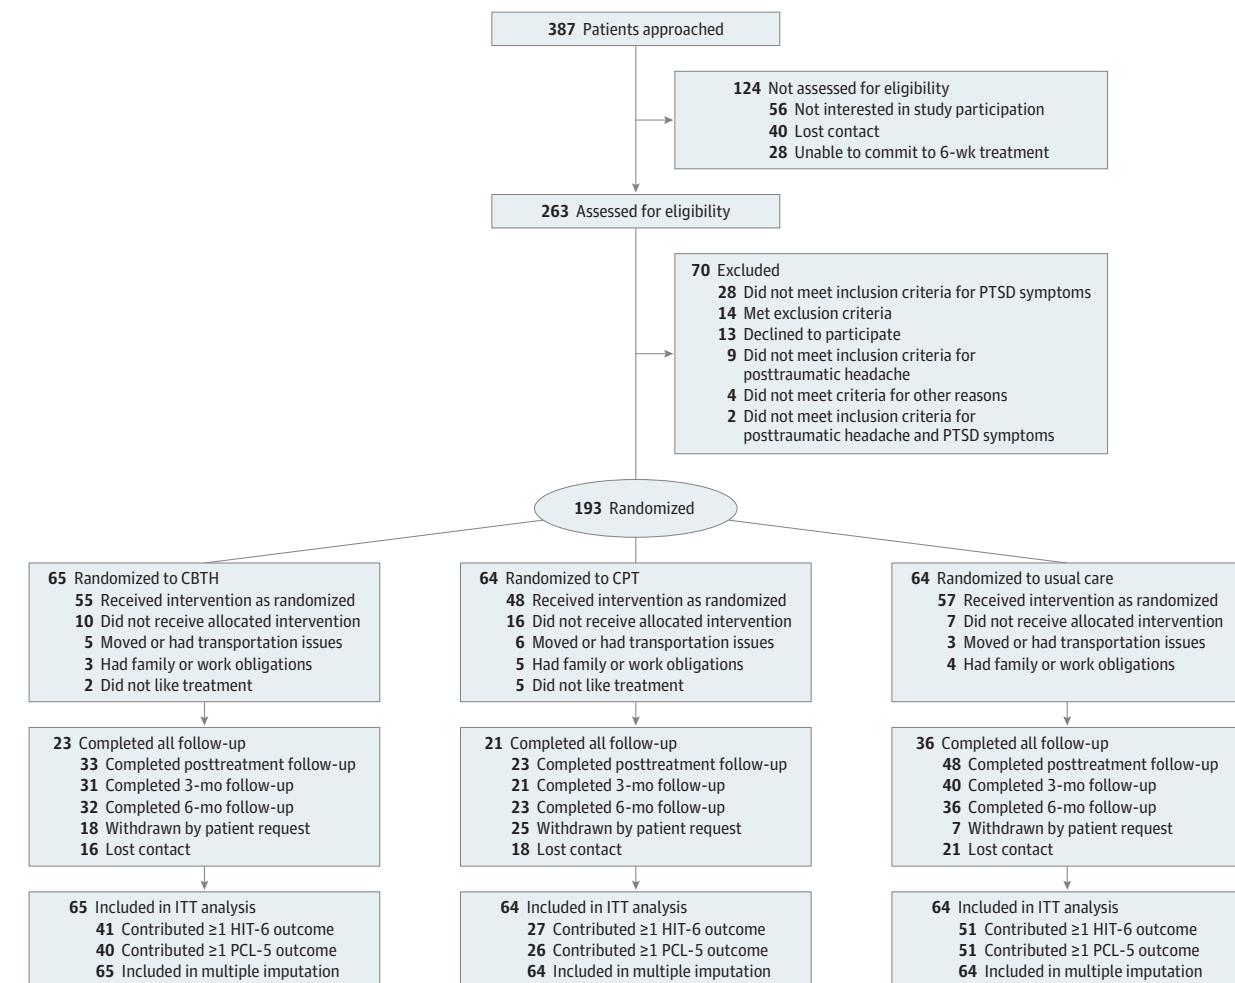 387 Patients approached
124 Not assessed for eligibility
56 Not interested in study participation
40 Lost contact
28 Unable to commit to 6-wk treatment
263 Assessed for eligibility
70 Excluded
28 Did not meet inclusion criteria for PTSD symptoms
14 Met exclusion criteria
13 Declined to participate
9 Did not meet inclusion criteria for
posttraumatic headache
4 Did not meet criteria for other reasons
2 Did not meet inclusion criteria for
posttraumatic headache and PTSD symptoms
193 Randomized
65 Randomized to CBTH
55 Received intervention as randomized
10 Did not receive allocated intervention
5 Moved or had transportation issues
3 Had family or work obligations
2 Did not like treatment
64 Randomized to CPT
48 Received intervention as randomized
16 Did not receive allocated intervention
6 Moved or had transportation issues
5 Had family or work obligations
5 Did not like treatment
64 Randomized to usual care
57 Received intervention as randomized
7 Did not receive allocated intervention
3 Moved or had transportation issues
4 Had family or work obligations
23 Completed all follow-up
33 Completed posttreatment follow-up
31 Completed 3-mo follow-up
32 Completed 6-mo follow-up
18 Withdrawn by patient request
16 Lost contact
21 Completed all follow-up
23 Completed posttreatment follow-up
21 Completed 3-mo follow-up
23 Completed 6-mo follow-up
25 Withdrawn by patient request
18 Lost contact
36 Completed all follow-up
48 Completed posttreatment follow-up
40 Completed 3-mo follow-up
36 Completed 6-mo follow-up
7 Withdrawn by patient request
21 Lost contact
65 Included in ITT analysis
41 Contributed ≥1 HIT-6 outcome
40 Contributed ≥1 PCL-5 outcome
65 Included in multiple imputation
64 Included in ITT analysis
27 Contributed ≥1 HIT-6 outcome
26 Contributed ≥1 PCL-5 outcome
64 Included in multiple imputation
64 Included in ITT analysis
51 Contributed ≥1 HIT-6 outcome
51 Contributed ≥1 PCL-5 outcome
64 Included in multiple imputation